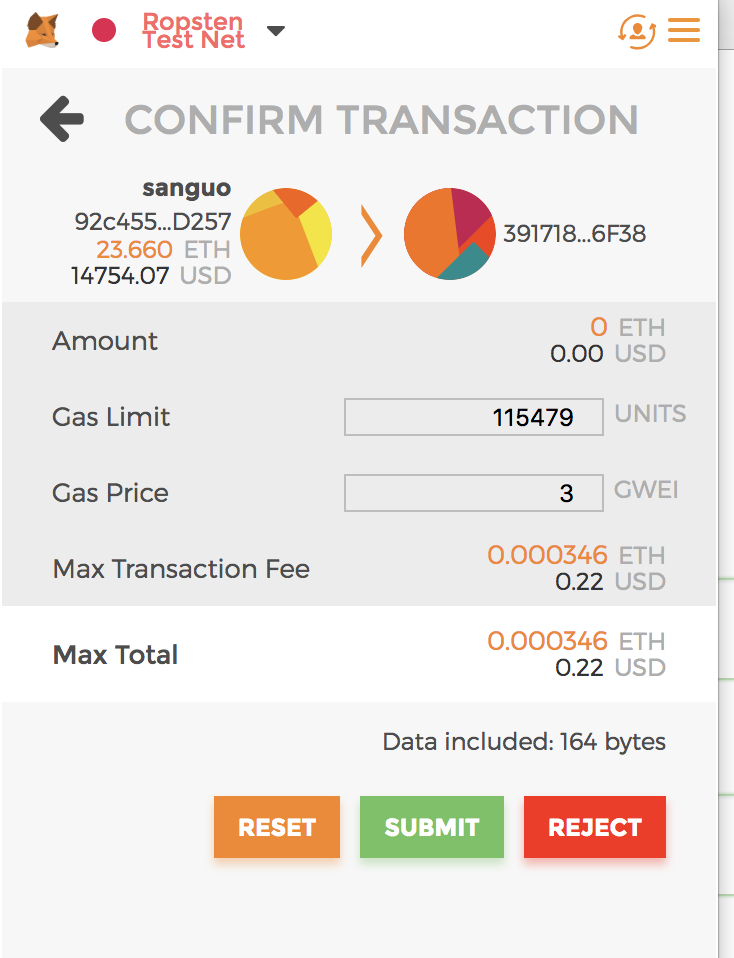 Ropsten
Test Net
CONFIRM TRANSACTION
sanguo
92c455...D257
23.660 ETH
14754.07 USD
391718...6F38
Amount
0 ETH
0.00 USD
Gas Limit
115479 UNITS
Gas Price
3 GWEI
Max Transaction Fee
0.000346 ETH
0.22 USD
Max Total
0.000346 ETH
0.22 USD
Data included: 164 bytes
RESET SUBMIT REJECT